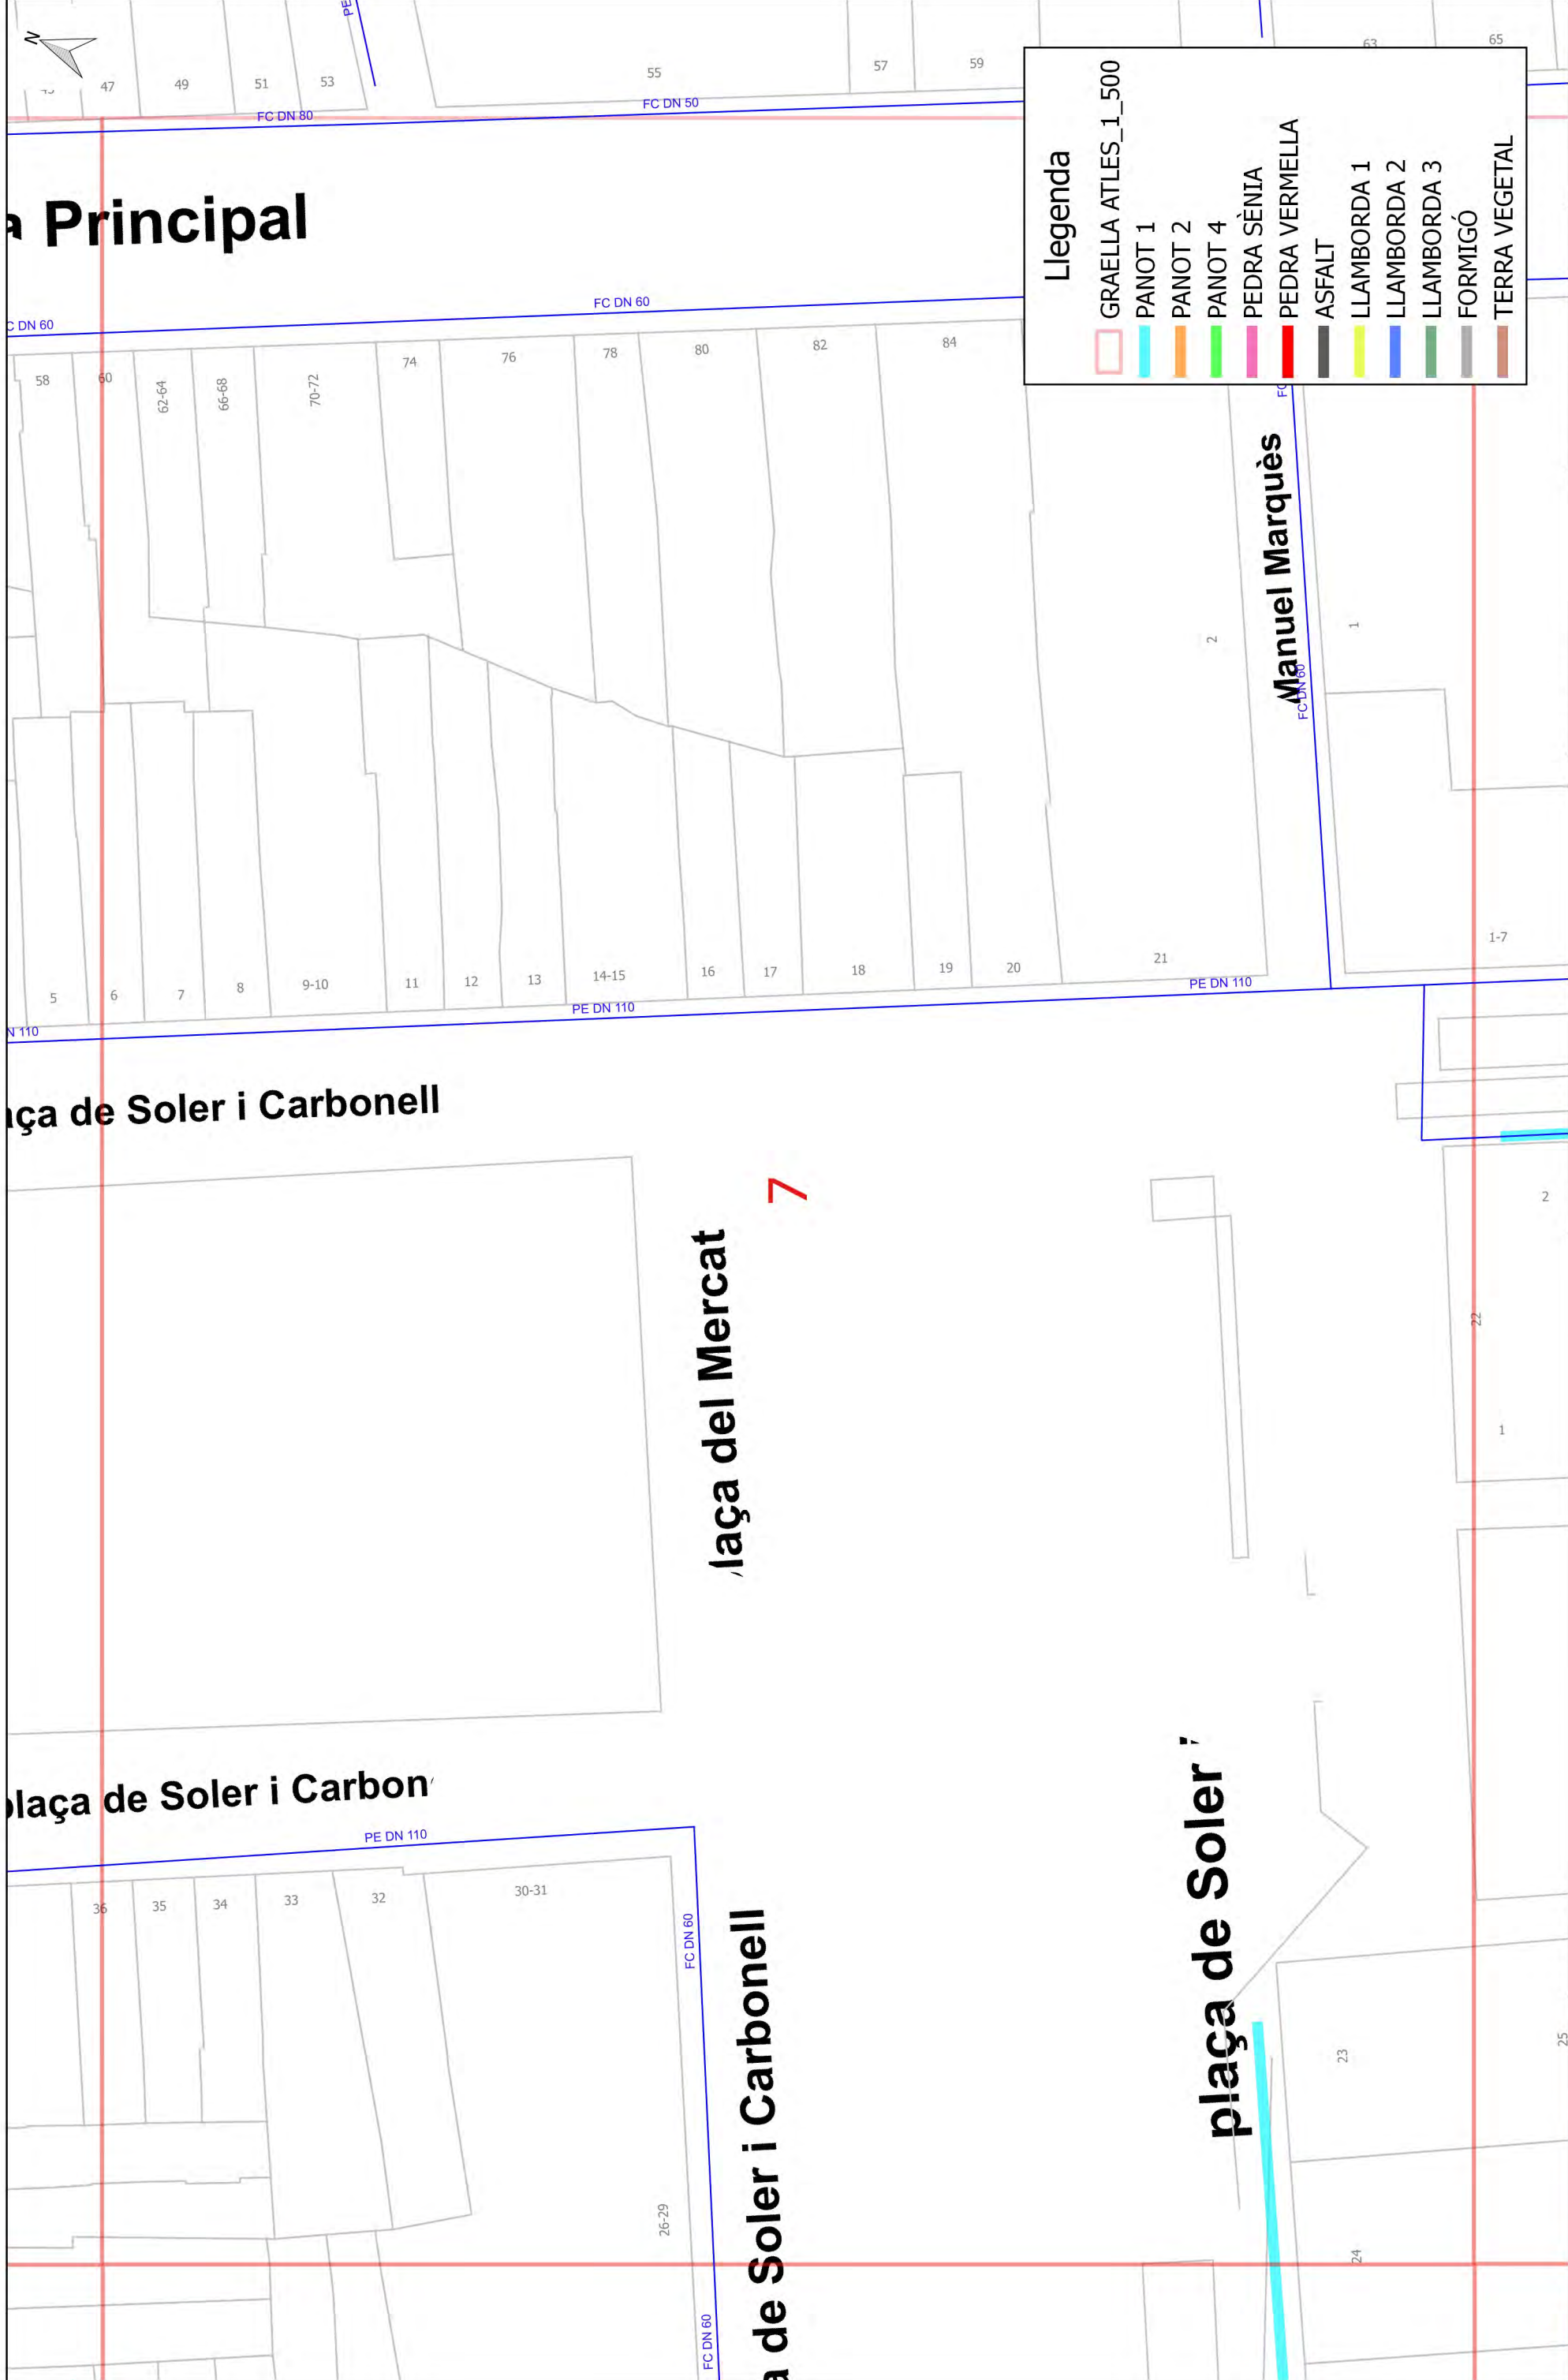 N
47
49
51
53
55
57
59
63
65
PE
FC DN 80
FC DN 50
a Principal
C DN 60
FC DN 60
58
60
62-64
66-68
70-72
74
76
78
80
82
84
Llegenda
GRAELLA ATLES_1_500
PANOT 1
PANOT 2
PANOT 4
PEDRA SÈNIA
PEDRA VERMELLA
ASFALT
LLAMBORDA 1
LLAMBORDA 2
LLAMBORDA 3
FORMIGÓ
TERRA VEGETAL
FC
Manuel Marquès
FC DN 60
2
1
1-7
5
6
7
8
9-10
11
12
13
14-15
16
17
18
19
20
21
N 110
PE DN 110
PE DN 110
aça de Soler i Carbonell
7
laça del Mercat
2
22
1
plaça de Soler i Carbon
PE DN 110
36
35
34
33
32
30-31
FC DN 60
a de Soler i Carbonell
plaça de Soler i
23
25
24
26-29
FC DN 60